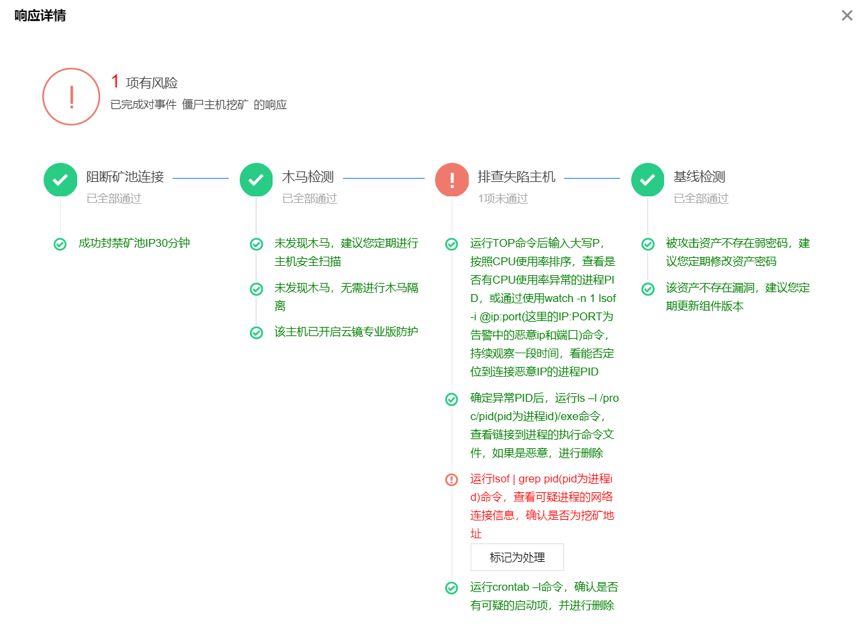 响应详情
1 项有风险
已完成对事件 僵尸主机挖矿 的响应
阻断矿池连接
已全部通过
成功封禁矿池IP30分钟
木马检测
已全部通过
未发现木马，建议您定期进行
主机安全扫描
未发现木马，无需进行木马隔
离
该主机已开启云镜专业版防护
排查失陷主机
1项未通过
运行TOP命令后输入大写P,
按照CPU使用率排序，查看是
否有CPU使用率异常的进程PI
D，或通过使用watch -n 1 lsof
-i @ip:port(这里的IP:PORT为
告警中的恶意ip和端口)命令，
持续观察一段时间，看能否定
位到连接恶意IP的进程PID
确定异常PID后，运行ls –l /pro
c/pid(pid为进程id)/exe命令，
查看链接到进程的执行命令文
件，如果是恶意，进行删除
运行lsof | grep pid(pid为进程i
d)命令，查看可疑进程的网络
连接信息，确认是否为挖矿地
址
标记为处理
运行crontab –l命令，确认是否
有可疑的启动项，并进行删除
基线检测
已全部通过
被攻击资产不存在弱密码，建
议您定期修改资产密码
该资产不存在漏洞，建议您定
期更新组件版本